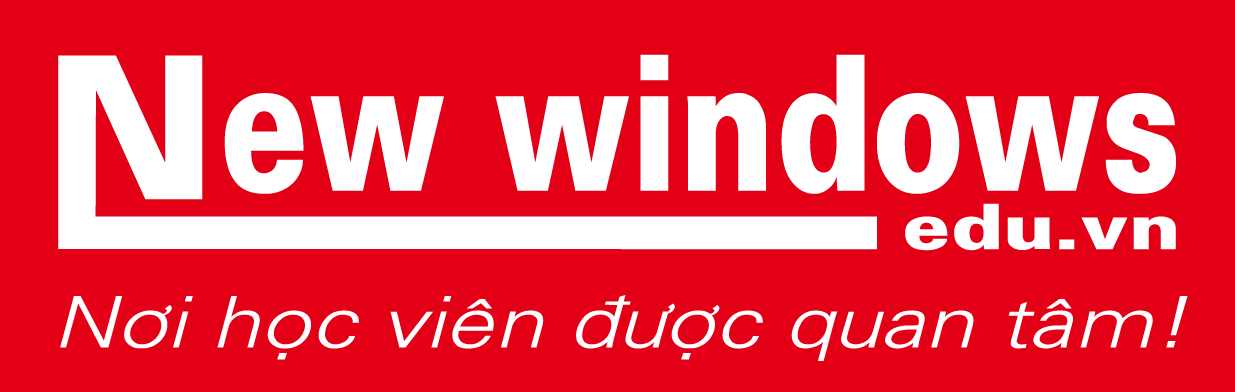 New windows
edu.vn
Nơi học viên được quan tâm!